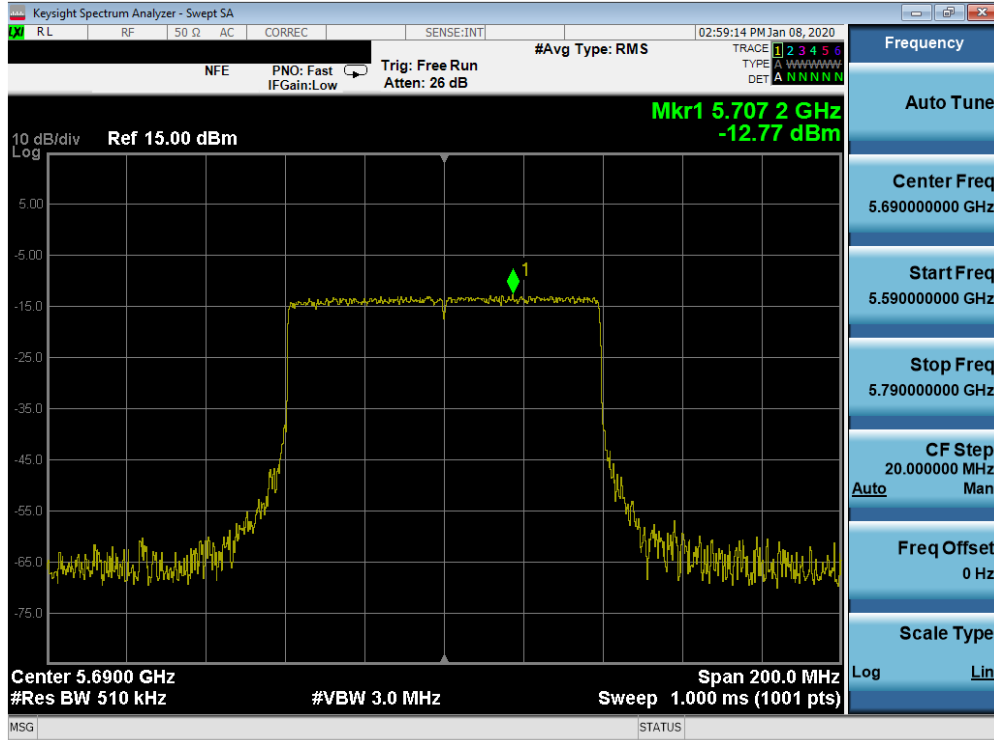 Keysight Spectrum Analyzer - Swept SA
LXI RL RF 50 Ω AC CORREC SENSE:INT 02:59:14 PM Jan 08, 2020
#Avg Type: RMS TRACE 1 2 3 4 5 6
NFE PNO: Fast Trig: Free Run TYPE A WWWWW
IFGain:Low Atten: 26 dB DET A N N N N N
Mkr1 5.707 2 GHz
-12.77 dBm
10 dB/div Ref 15.00 dBm
Log
5.00
-5.00
1
-15.0
-25.0
-35.0
-45.0
-55.0
-65.0
-75.0
Center 5.6900 GHz Span 200.0 MHz
#Res BW 510 kHz #VBW 3.0 MHz Sweep 1.000 ms (1001 pts)
MSG STATUS
Frequency
Auto Tune
Center Freq
5.690000000 GHz
Start Freq
5.590000000 GHz
Stop Freq
5.790000000 GHz
CF Step
20.000000 MHz
Auto Man
Freq Offset
0 Hz
Scale Type
Log Lin